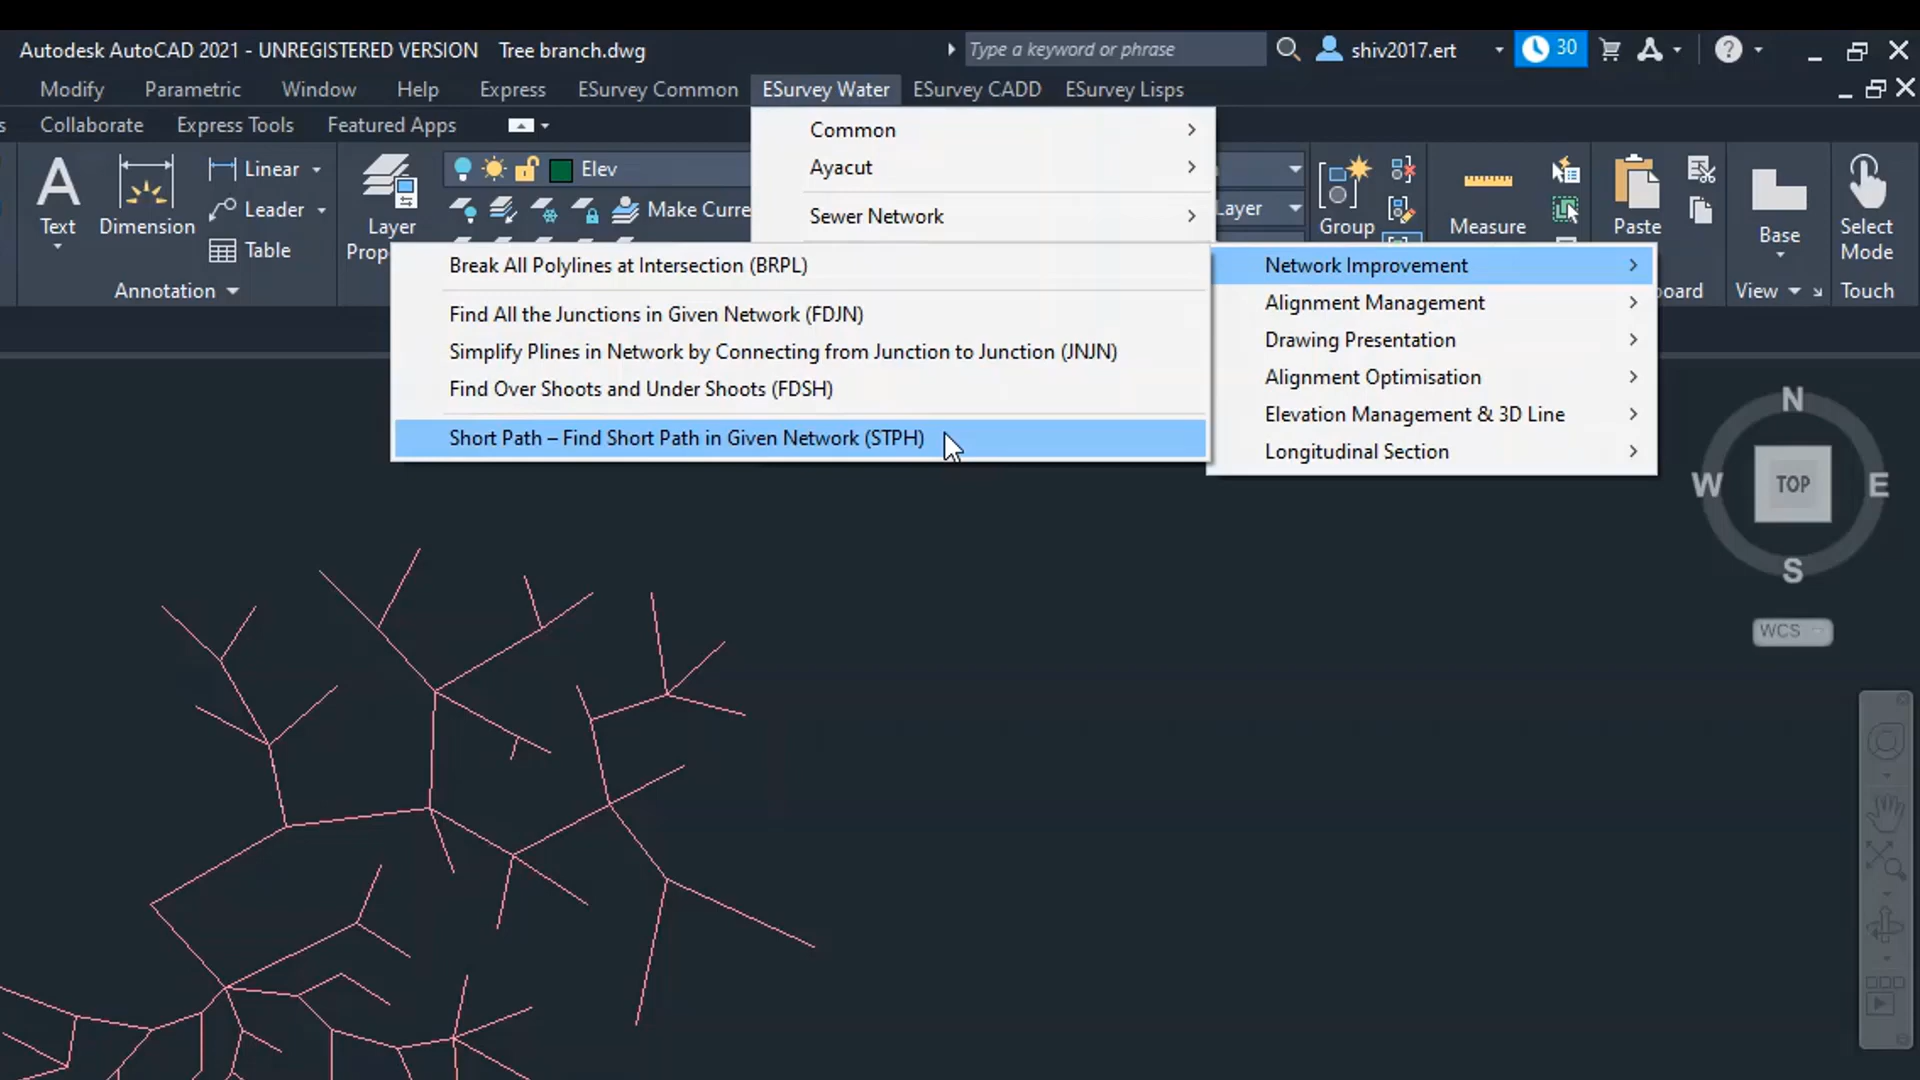 Autodesk AutoCAD 2021 - UNREGISTERED VERSION Tree branch.dwg Type a keyword or phrase shiv2017.ert 30
Modify Parametric Window Help Express ESurvey Common ESurvey Water ESurvey CADD ESurvey Lisps
Collaborate Express Tools Featured Apps
Common
Ayacut
Sewer Network
Text
Dimension
Linear
Leader
Table
Annotation
Layer
Elev
Make Curre
Layer
Group
Measure
Paste
Base
View
Select
Mode
Touch
Break All Polylines at Intersection (BRPL)
Find All the Junctions in Given Network (FDJN)
Simplify Plines in Network by Connecting from Junction to Junction (JNJN)
Find Over Shoots and Under Shoots (FDSH)
Short Path – Find Short Path in Given Network (STPH)
Network Improvement
Alignment Management
Drawing Presentation
Alignment Optimisation
Elevation Management & 3D Line
Longitudinal Section
N
W TOP E
S
WCS